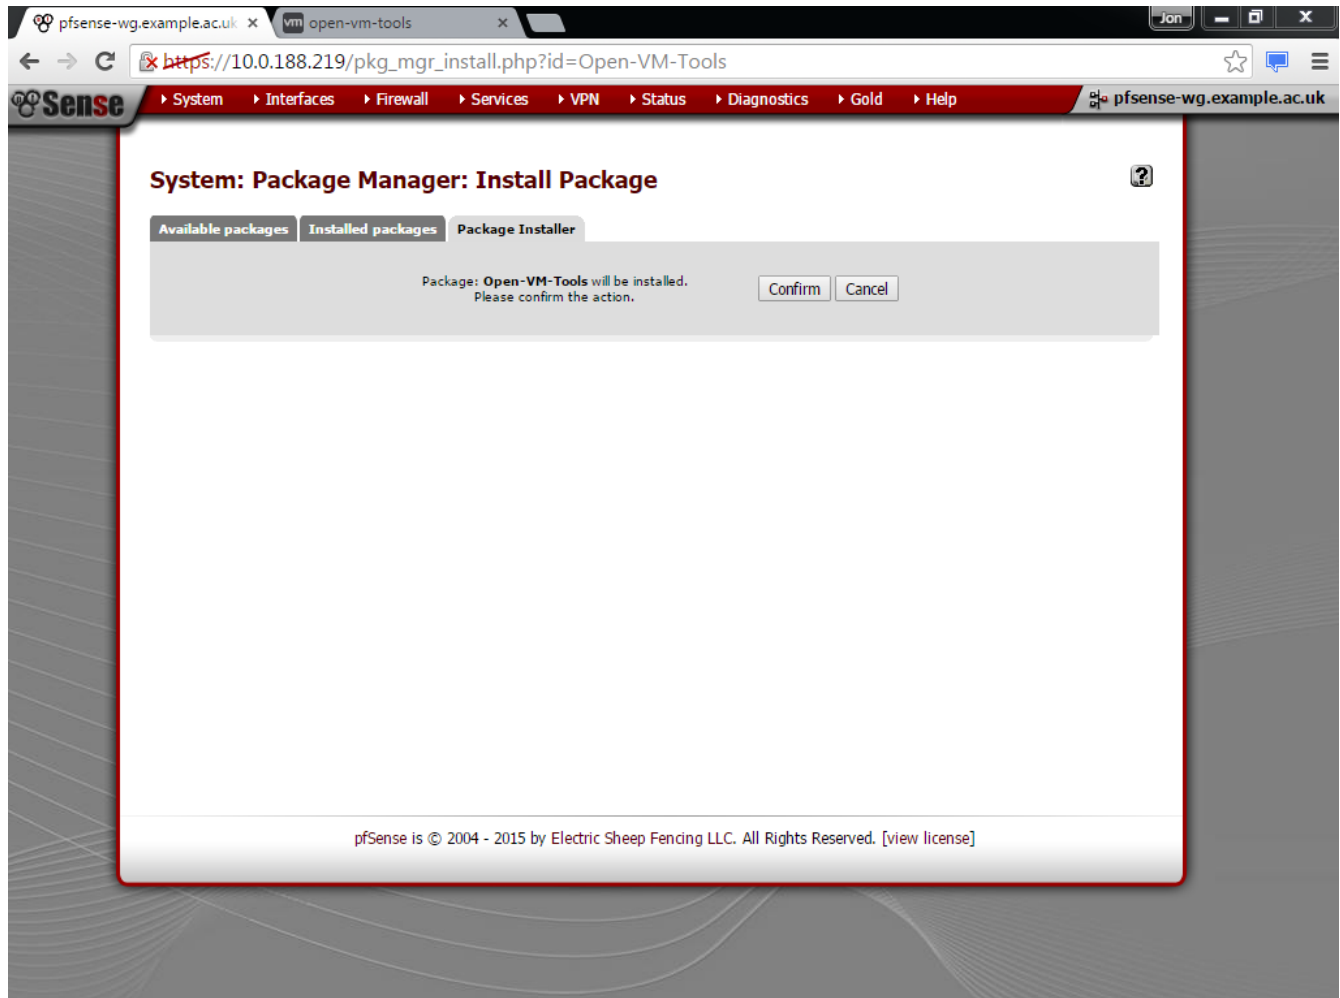 pfsense-wg.example.ac.uk
open-vm-tools
Jon
https://10.0.188.219/pkg_mgr_install.php?id=Open-VM-Tools
Sense
System Interfaces Firewall Services VPN Status Diagnostics Gold Help
pfsense-wg.example.ac.uk
System: Package Manager: Install Package
?
Available packages Installed packages Package Installer
Package: Open-VM-Tools will be installed.
Please confirm the action.
Confirm Cancel
pfSense is © 2004 - 2015 by Electric Sheep Fencing LLC. All Rights Reserved. [view license]